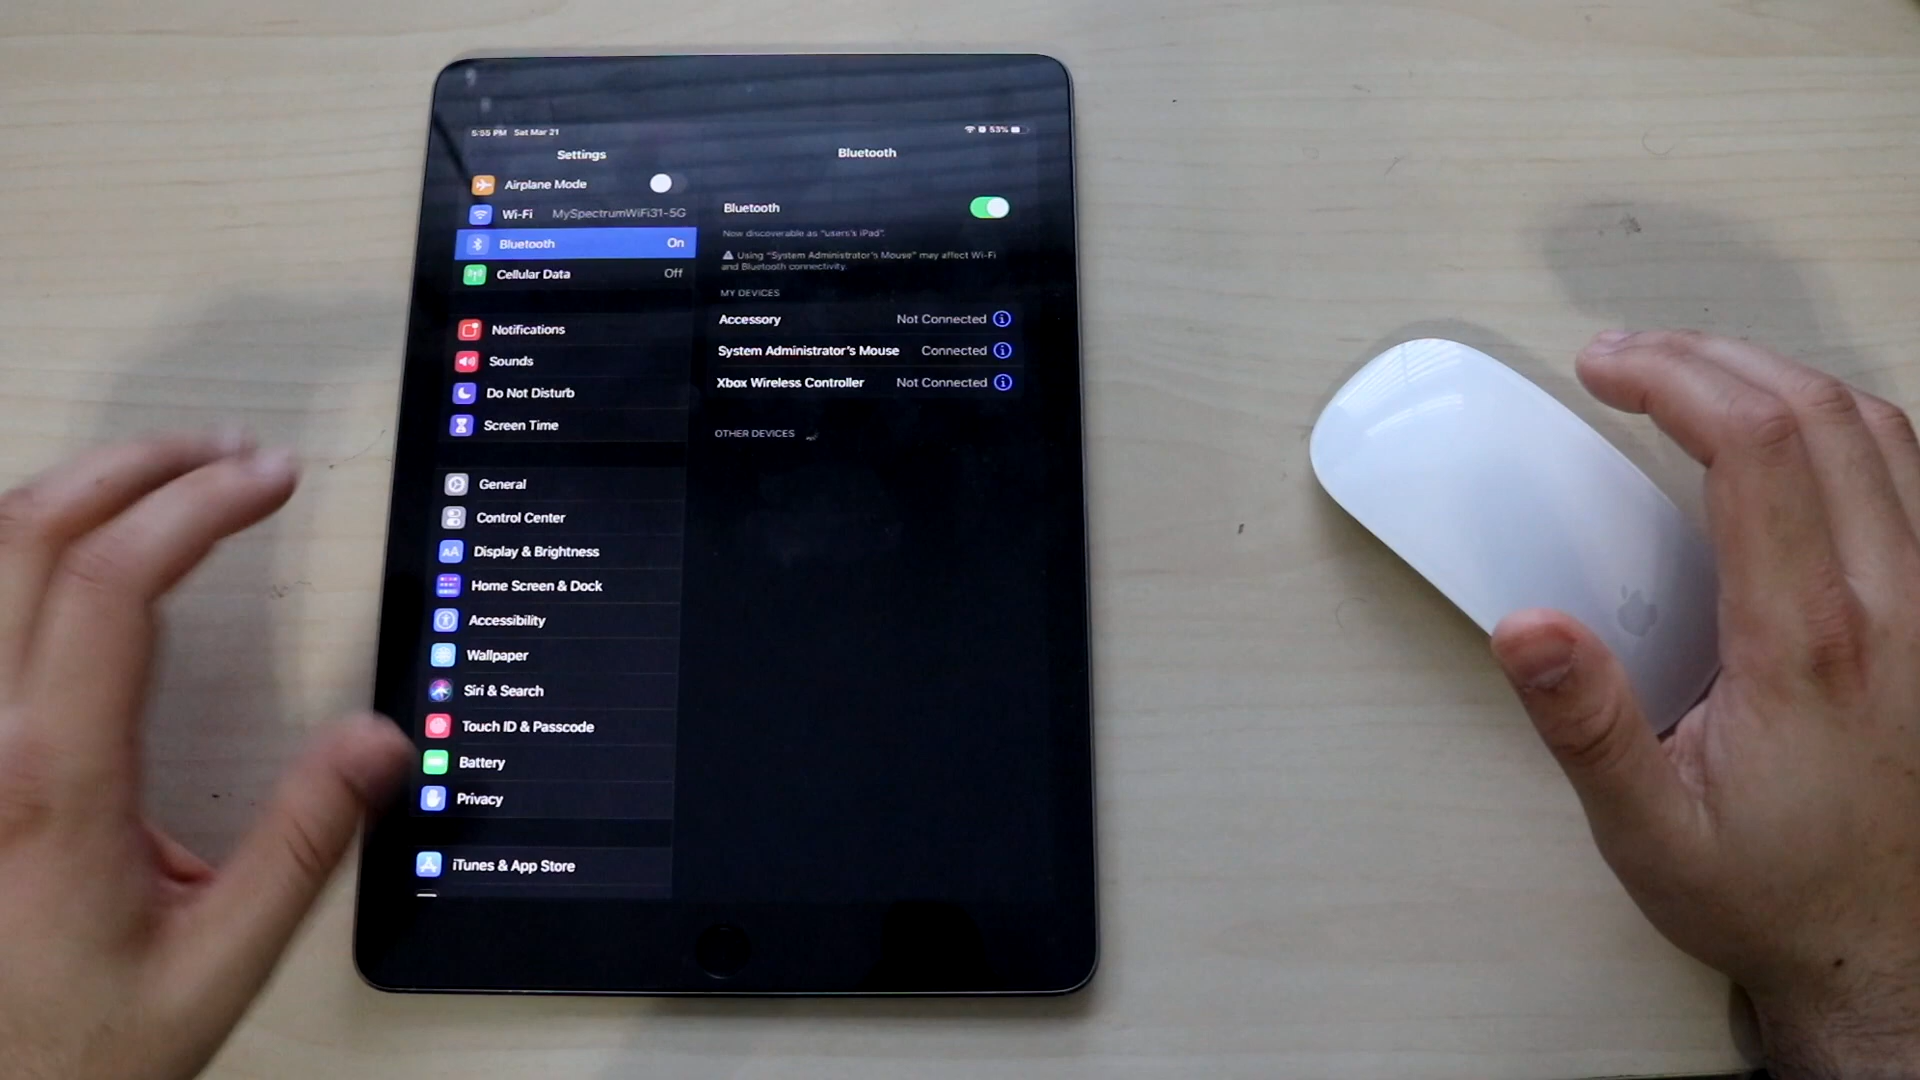 5:55 PM Sat Mar 21
53%
Settings
Airplane Mode
Wi-Fi MySpectrumWiFi31-5G
Bluetooth On
Cellular Data Off
Notifications
Sounds
Do Not Disturb
Screen Time
General
Control Center
AA Display & Brightness
Home Screen & Dock
Accessibility
Wallpaper
Siri & Search
Touch ID & Passcode
Battery
Privacy
iTunes & App Store
Bluetooth
Bluetooth
Now discoverable as "users's iPad".
Using "System Administrator's Mouse" may affect Wi-Fi
and Bluetooth connectivity.
MY DEVICES
Accessory Not Connected
System Administrator's Mouse Connected
Xbox Wireless Controller Not Connected
OTHER DEVICES